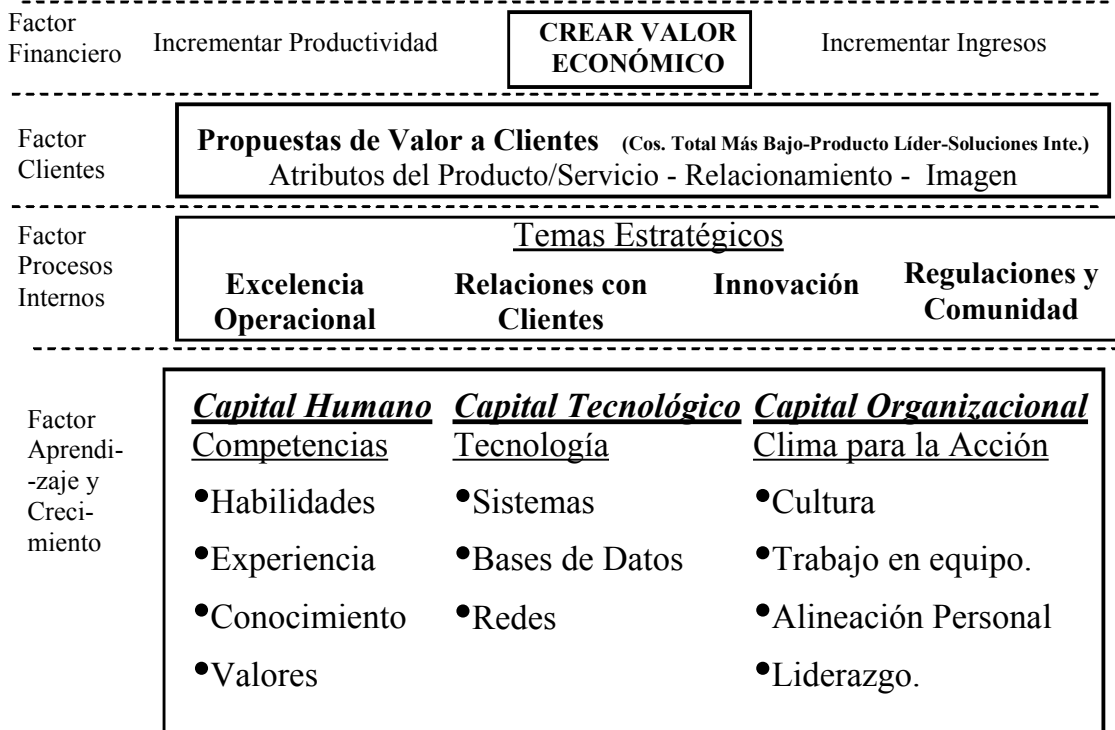 Factor
Financiero
Incrementar Productividad
CREAR VALOR
ECONÓMICO
Incrementar Ingresos
Factor
Clientes
Propuestas de Valor a Clientes (Cos. Total Más Bajo-Producto Líder-Soluciones Inte.)
Atributos del Producto/Servicio - Relacionamiento - Imagen
Factor
Procesos
Internos
Temas Estratégicos
Excelencia
Operacional
Relaciones con
Clientes
Innovación
Regulaciones y
Comunidad
Factor
Aprendi-
-zaje y
Creci-
miento
Capital Humano
Competencias
•Habilidades
•Experiencia
•Conocimiento
•Valores
Capital Tecnológico
Tecnología
•Sistemas
•Bases de Datos
•Redes
Capital Organizacional
Clima para la Acción
•Cultura
•Trabajo en equipo.
•Alineación Personal
•Liderazgo.